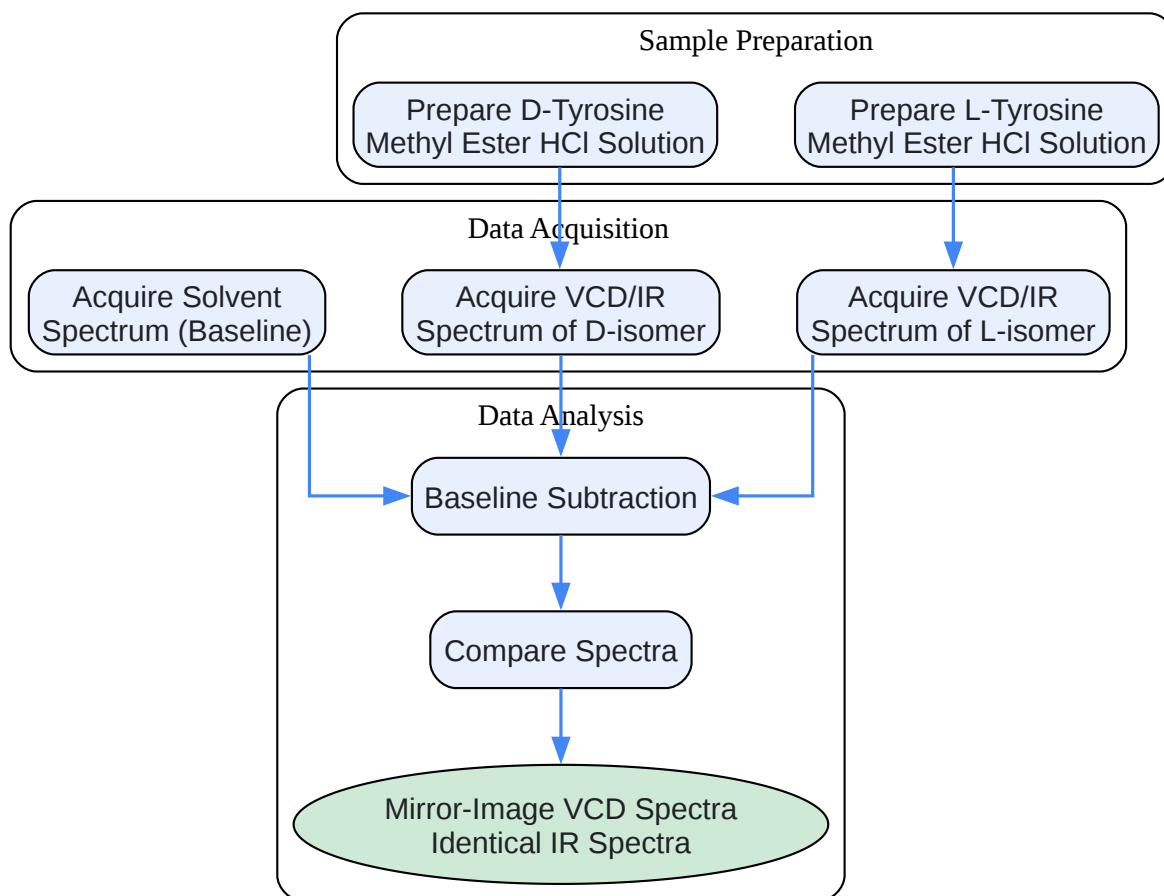 Sample Preparation
Prepare D-Tyrosine
Methyl Ester HCl Solution
Prepare L-Tyrosine
Methyl Ester HCl Solution
Data Acquisition
Acquire Solvent
Spectrum (Baseline)
Acquire VCD/IR
Spectrum of D-isomer
Acquire VCD/IR
Spectrum of L-isomer
Data Analysis
Baseline Subtraction
Compare Spectra
Mirror-Image VCD Spectra
Identical IR Spectra